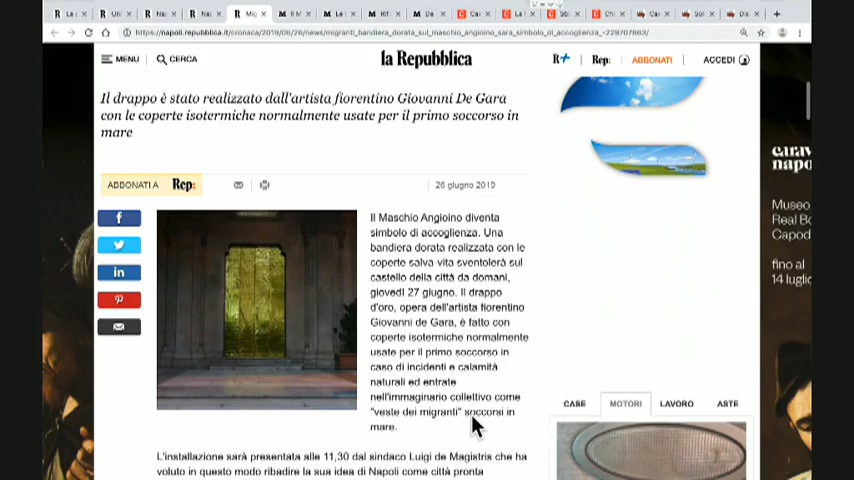 https://napoli.repubblica.it/cronaca/2019/06/26/news/migranti_bandiera_dorata_sul_maschio_angioino_sara_simbolo_di_accoglienza_-229707863/
MENU
CERCA
la Repubblica
R+
Rep:
ABBONATI
ACCEDI
Il drappo è stato realizzato dall'artista fiorentino Giovanni De Gara
con le coperte isotermiche normalmente usate per il primo soccorso in
mare
ABBONATI A Rep:
26 giugno 2019
Il Maschio Angioino diventa
simbolo di accoglienza. Una
bandiera dorata realizzata con le
coperte salva-vita sventolerà sul
castello della città da domani,
giovedì 27 giugno. Il drappo
d'oro, opera dell'artista fiorentino
Giovanni de Gara, è fatto con
coperte isotermiche normalmente
usate per il primo soccorso in
caso di incidenti e calamità
naturali ed entrate
nell'immaginario collettivo come
"veste dei migranti" soccorsi in
mare.
L'installazione sarà presentata alle 11,30 dal sindaco Luigi de Magistris che ha
voluto in questo modo ribadire la sua idea di Napoli come città pronta
CASE
MOTORI
LAVORO
ASTE
Museo
Real Bo
Capod
fino al
14 luglio